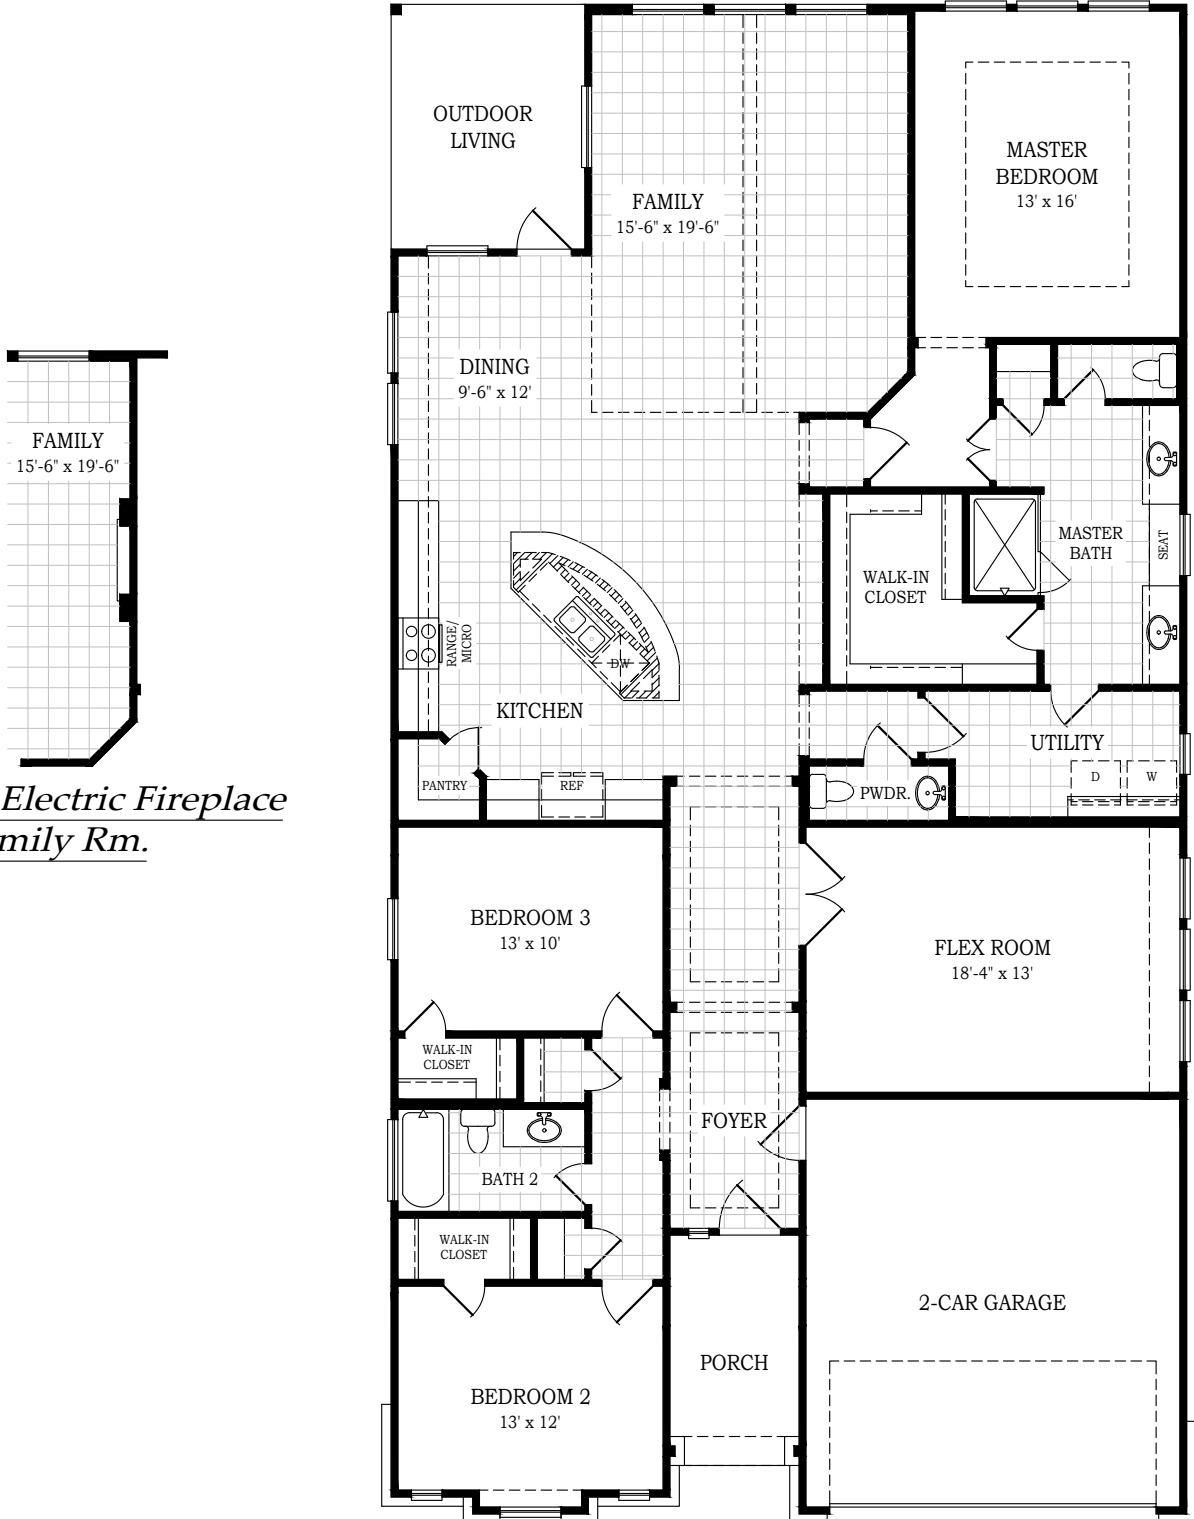 OUTDOOR
LIVING
FAMILY
15'-6" x 19'-6"
MASTER
BEDROOM
13' x 16'
DINING
9'-6" x 12'
FAMILY
15'-6" x 19'-6"
Electric Fireplace
mily Rm.
MASTER
BATH
SEAT
WALK-IN
CLOSET
RANGE/
MICRO
DW
KITCHEN
UTILITY
PANTRY
REF
PWDR.
D
W
BEDROOM 3
13' x 10'
FLEX ROOM
18'-4" x 13'
WALK-IN
CLOSET
FOYER
BATH 2
WALK-IN
CLOSET
2-CAR GARAGE
PORCH
BEDROOM 2
13' x 12'